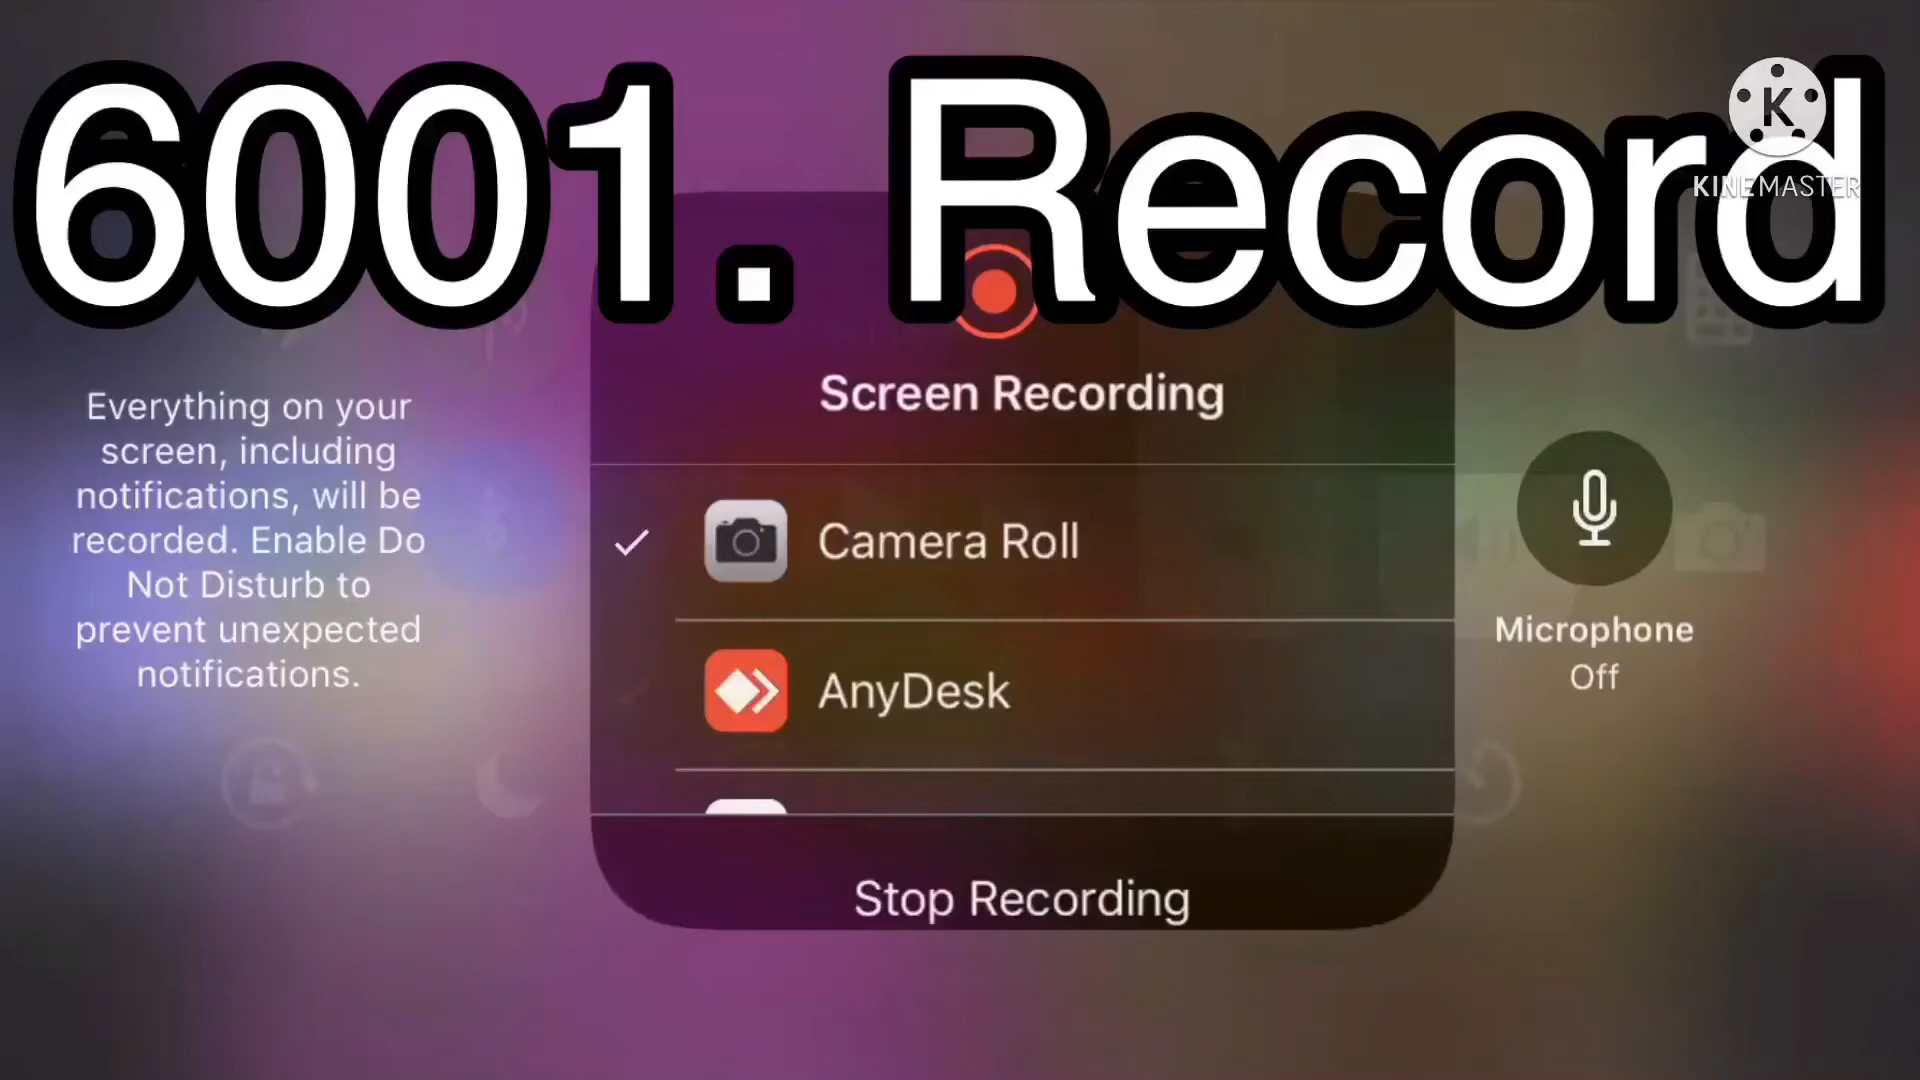 6001. Record
K
KINEMASTER
Screen Recording
Everything on your
screen, including
notifications, will be
recorded. Enable Do
Not Disturb to
prevent unexpected
notifications.
Camera Roll
AnyDesk
Stop Recording
Microphone
Off